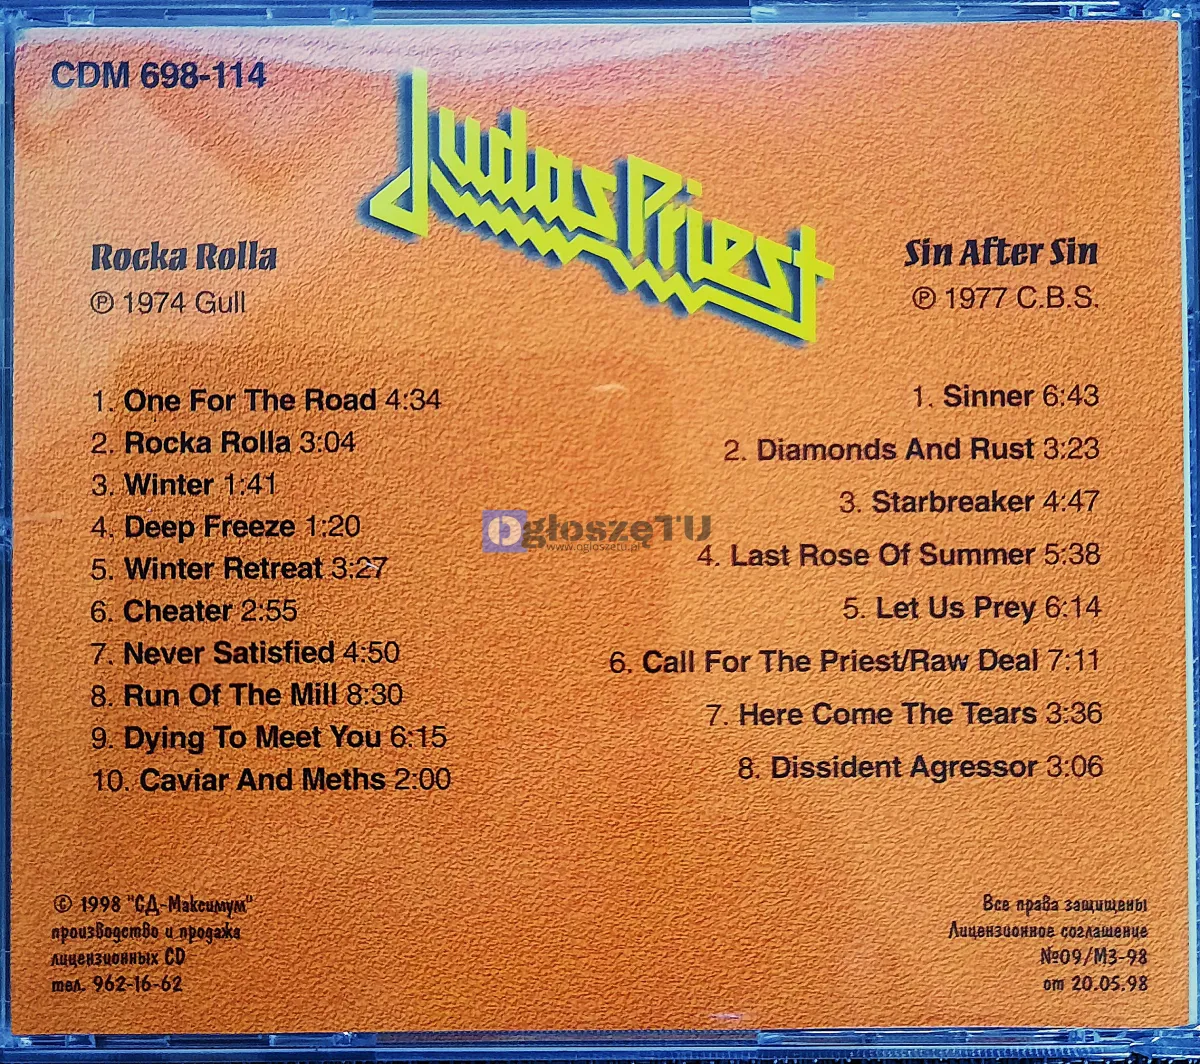 CDM 698-114
Judas Priest
Rocka Rolla
℗ 1974 Gull
1. One For The Road 4:34
2. Rocka Rolla 3:04
3. Winter 1:41
4. Deep Freeze 1:20
5. Winter Retreat 3:27
6. Cheater 2:55
7. Never Satisfied 4:50
8. Run Of The Mill 8:30
9. Dying To Meet You 6:15
10. Caviar And Meths 2:00
Sin After Sin
℗ 1977 C.B.S.
1. Sinner 6:43
2. Diamonds And Rust 3:23
3. Starbreaker 4:47
4. Last Rose Of Summer 5:38
5. Let Us Prey 6:14
6. Call For The Priest/Raw Deal 7:11
7. Here Come The Tears 3:36
8. Dissident Agressor 3:06
OgłoszęTU
www.ogloszetu.pl
© 1998 "СД-Максимум"
производство и продажа
лицензионных CD
тел. 962-16-62
Все права защищены
Лицензионное соглашение
№09/МЗ-98
от 20.05.98